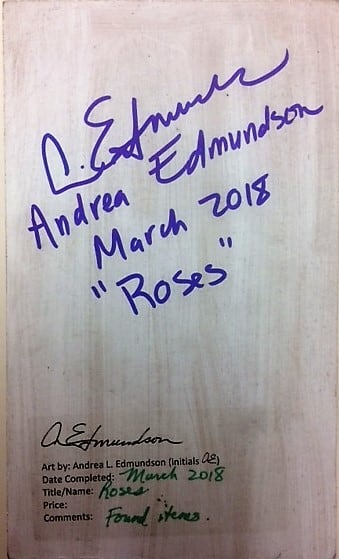 A. Edmundson
Andrea Edmundson
March 2018
"Roses"
A. Edmundson
Art by: Andrea L. Edmundson (initials AE)
Date Completed: March 2018
Title/Name: Roses
Price:
Comments: Found items.